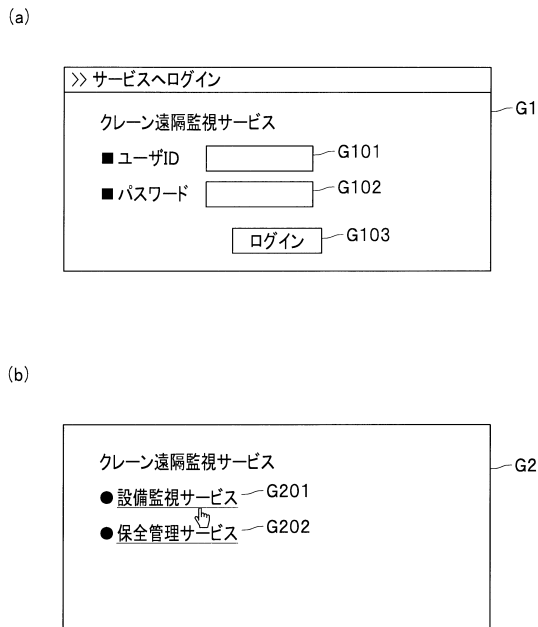 (a)
>> サービスへログイン
G1
クレーン遠隔監視サービス
■ ユーザID G101
■ パスワード G102
ログイン G103
(b)
クレーン遠隔監視サービス
G2
● 設備監視サービス G201
● 保全管理サービス G202